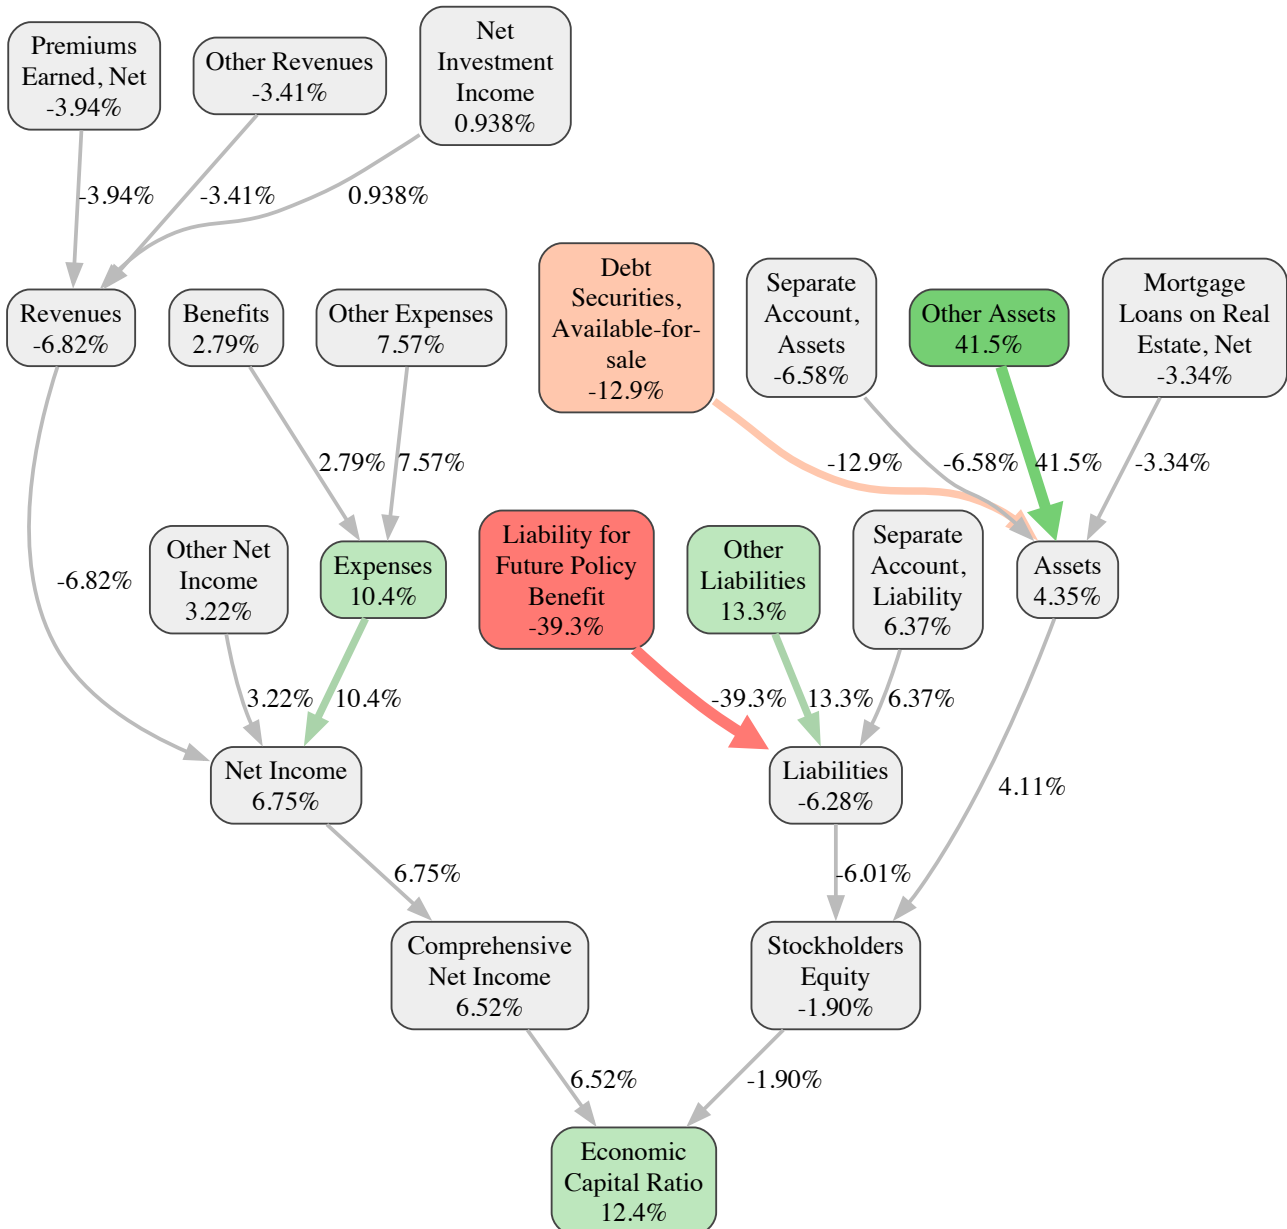 Premiums
Earned, Net
-3.94%
Other Revenues
-3.41%
Net
Investment
Income
0.938%
-3.94%
-3.41%
0.938%
Revenues
-6.82%
Benefits
2.79%
Other Expenses
7.57%
Debt
Securities,
Available-for-
sale
-12.9%
Separate
Account,
Assets
-6.58%
Other Assets
41.5%
Mortgage
Loans on Real
Estate, Net
-3.34%
2.79%
7.57%
-12.9%
-6.58%
41.5%
-3.34%
-6.82%
Other Net
Income
3.22%
Expenses
10.4%
Liability for
Future Policy
Benefit
-39.3%
Other
Liabilities
13.3%
Separate
Account,
Liability
6.37%
Assets
4.35%
3.22%
10.4%
-39.3%
13.3%
6.37%
Net Income
6.75%
Liabilities
-6.28%
4.11%
6.75%
-6.01%
Comprehensive
Net Income
6.52%
Stockholders
Equity
-1.90%
6.52%
-1.90%
Economic
Capital Ratio
12.4%